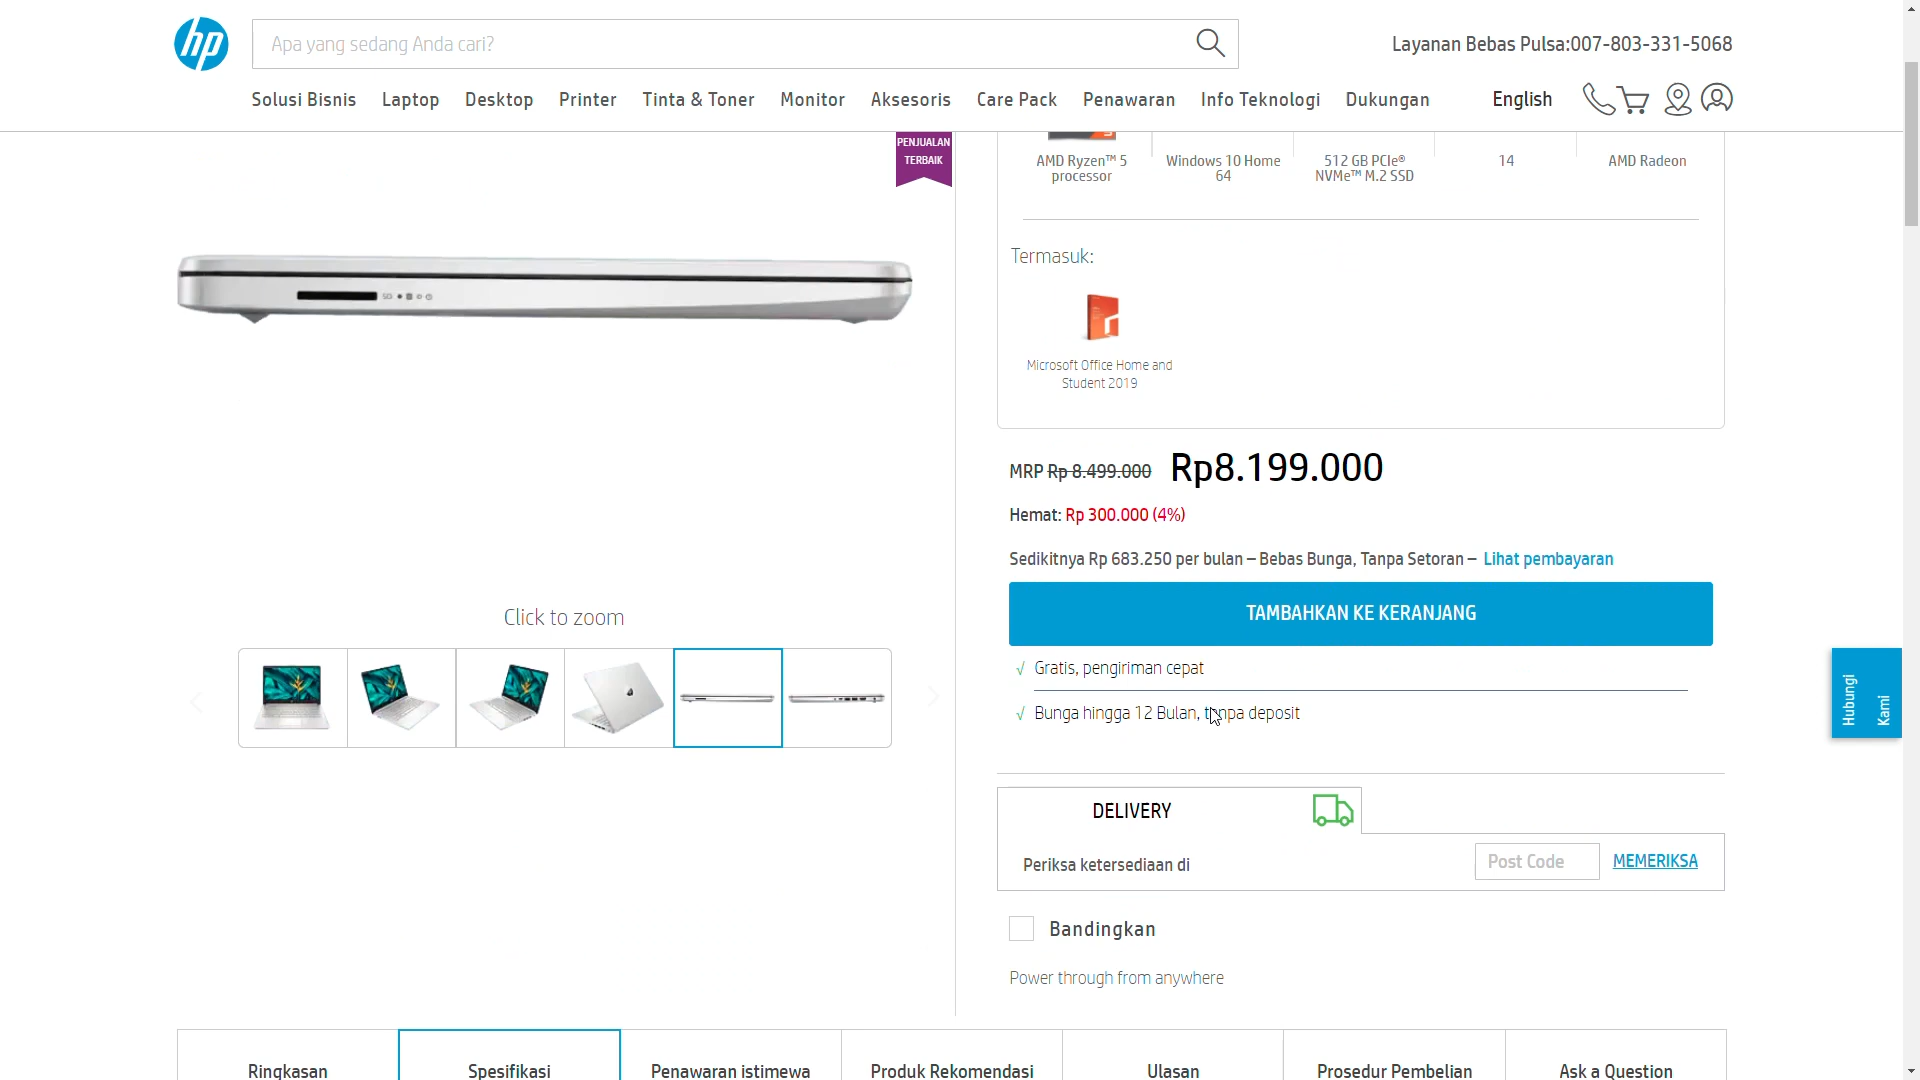 hp
Apa yang sedang Anda cari?
Layanan Bebas Pulsa:007-803-331-5068
Solusi Bisnis
Laptop
Desktop
Printer
Tinta & Toner
Monitor
Aksesoris
Care Pack
Penawaran
Info Teknologi
Dukungan
English
PENJUALAN
TERBAIK
AMD Ryzen™ 5
processor
Windows 10 Home
64
512 GB PCIe®
NVMe™ M.2 SSD
14
AMD Radeon
Termasuk:
Microsoft Office Home and
Student 2019
MRP Rp 8.499.000 Rp8.199.000
Hemat: Rp 300.000 (4%)
Sedikitnya Rp 683.250 per bulan – Bebas Bunga, Tanpa Setoran – Lihat pembayaran
TAMBAHKAN KE KERANJANG
√ Gratis, pengiriman cepat
√ Bunga hingga 12 Bulan, tanpa deposit
Click to zoom
Hubungi
Kami
DELIVERY
Periksa ketersediaan di
Post Code
MEMERIKSA
Bandingkan
Power through from anywhere
Ringkasan
Spesifikasi
Penawaran istimewa
Produk Rekomendasi
Ulasan
Prosedur Pembelian
Ask a Question